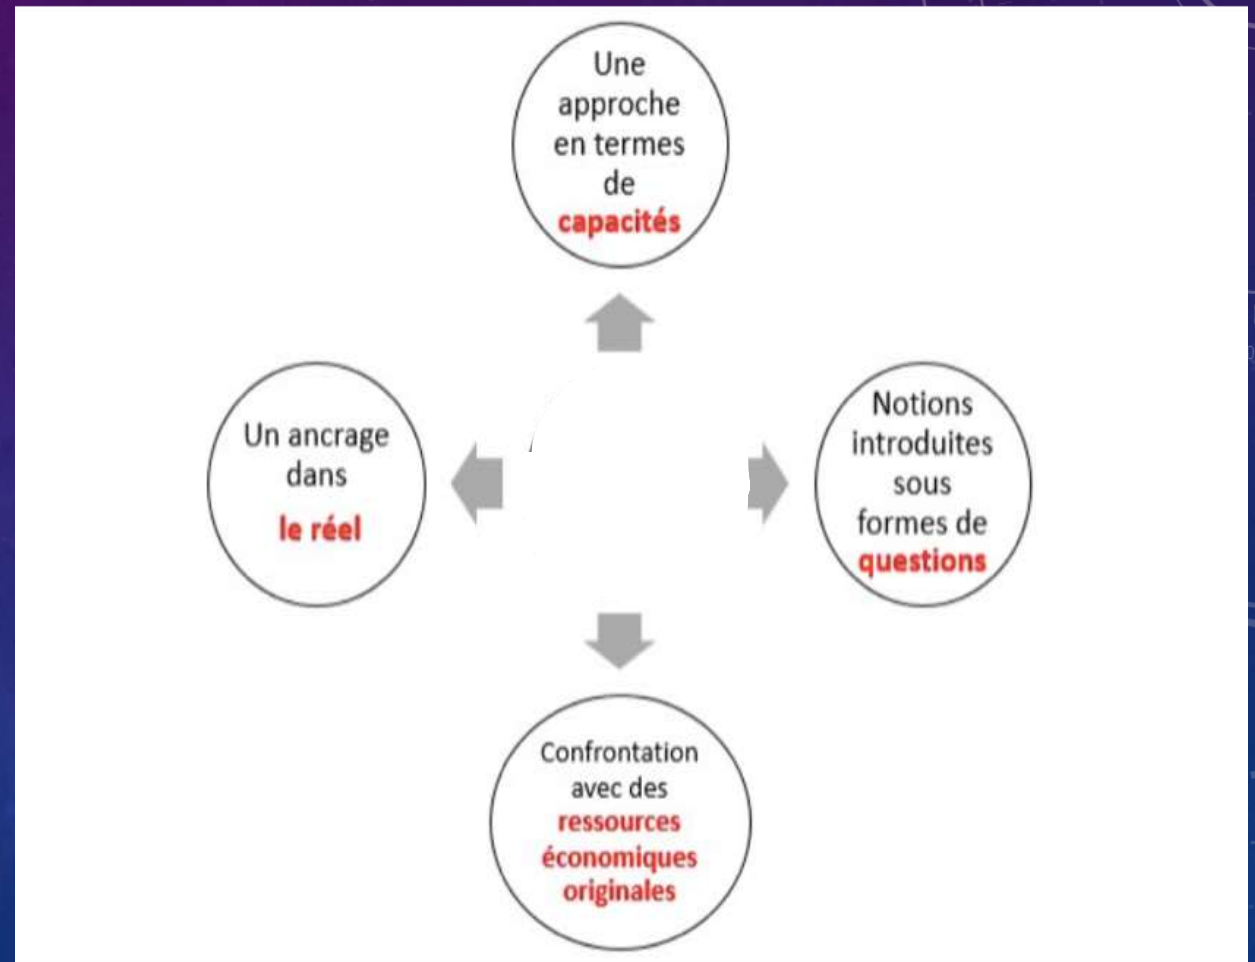 Une
approche
en termes
de
capacités
Un ancrage
dans
le réel
Notions
introduites
sous
formes de
questions
Confrontation
avec des
ressources
économiques
originales